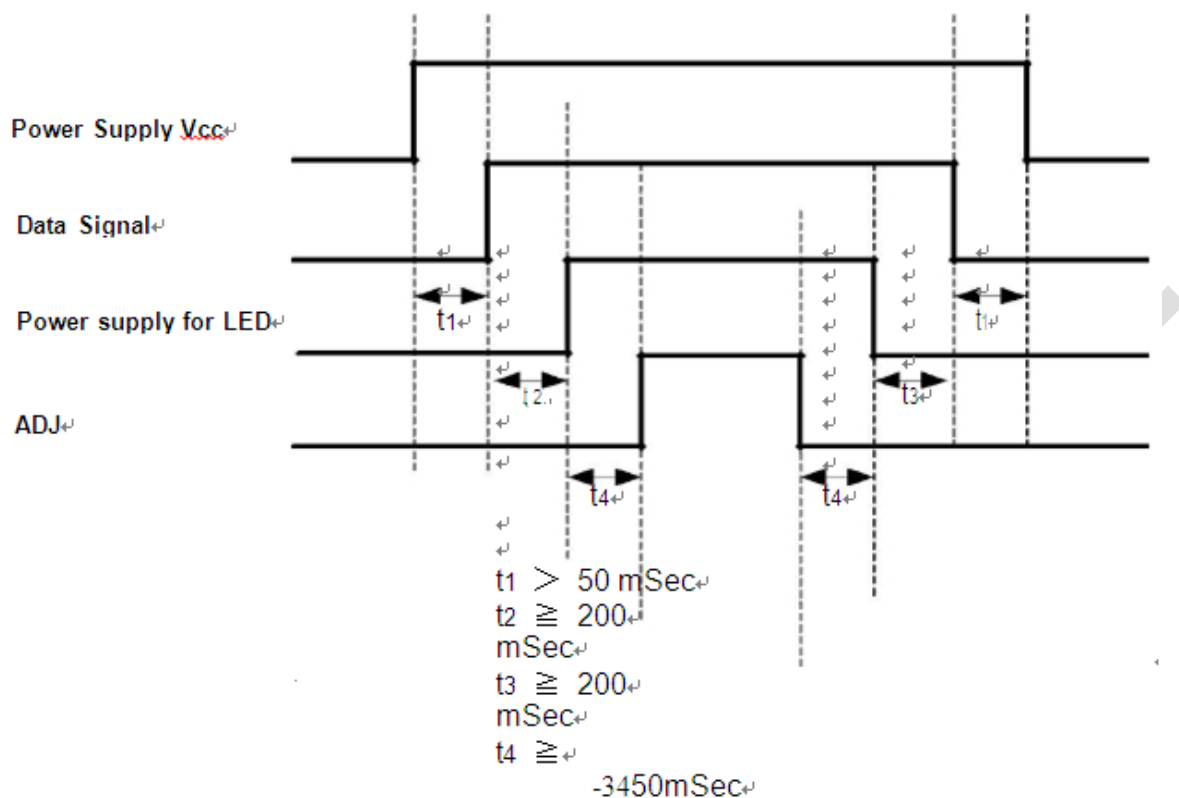 Power Supply Vcc↵
Data Signal↵
Power supply for LED↵
ADJ↵
t1↵
t1↵
t2.,
t3↵
t4↵
t4↵
t1 > 50 mSec↵
t2 ≧ 200↵
mSec↵
t3 ≧ 200↵
mSec↵
t4 ≧↵
-3450mSec↵